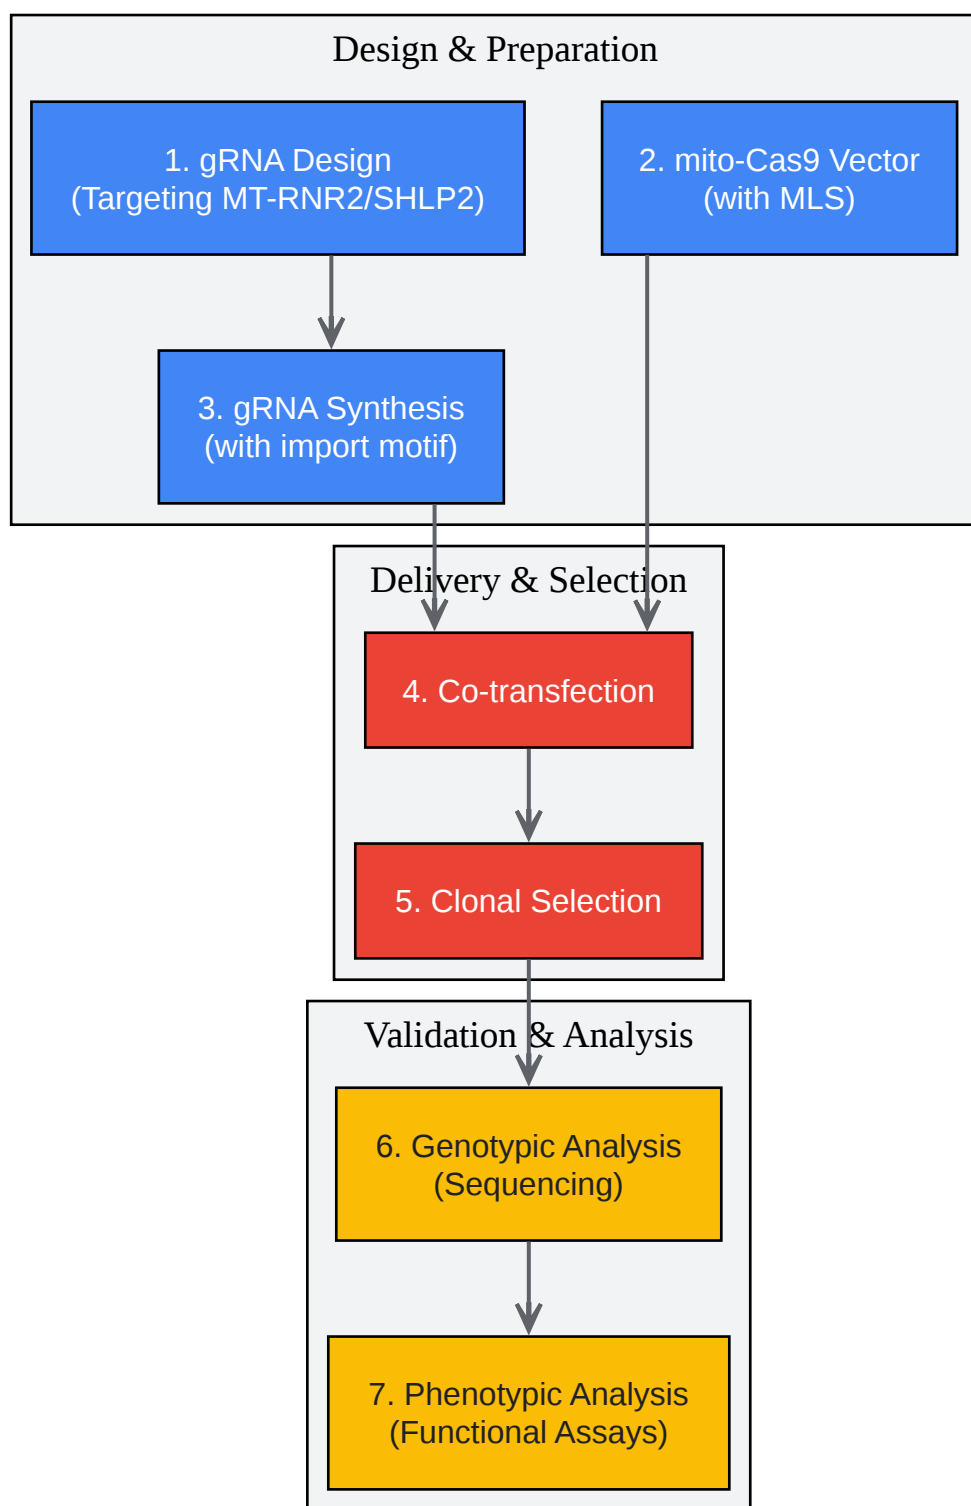 Design & Preparation
1. gRNA Design
(Targeting MT-RNR2/SHLP2)
2. mito-Cas9 Vector
(with MLS)
3. gRNA Synthesis
(with import motif)
Delivery & Selection
4. Co-transfection
5. Clonal Selection
Validation & Analysis
6. Genotypic Analysis
(Sequencing)
7. Phenotypic Analysis
(Functional Assays)